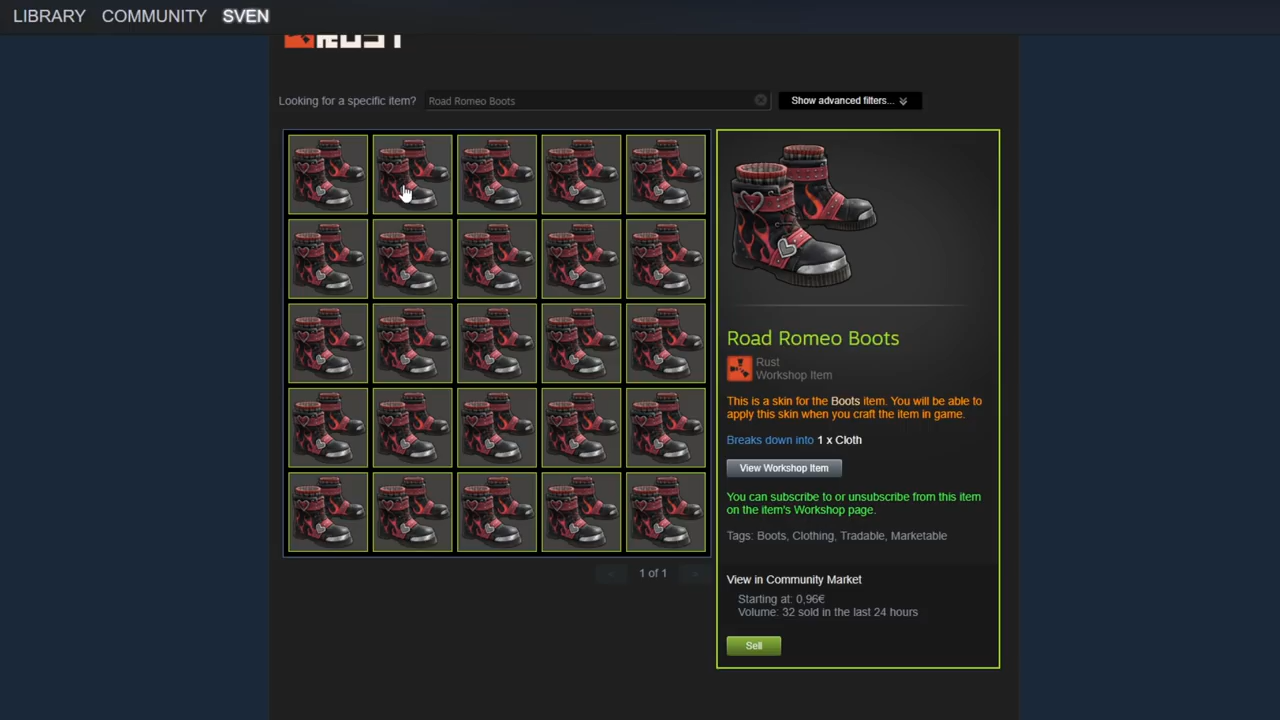 LIBRARY COMMUNITY SVEN
RUST
Looking for a specific item? Road Romeo Boots Show advanced filters...
Road Romeo Boots
Rust
Workshop Item
This is a skin for the Boots item. You will be able to
apply this skin when you craft the item in game.
Breaks down into 1 x Cloth
View Workshop Item
You can subscribe to or unsubscribe from this item
on the item's Workshop page.
Tags: Boots, Clothing, Tradable, Marketable
< 1 of 1 >
View in Community Market
Starting at: 0,96€
Volume: 32 sold in the last 24 hours
Sell